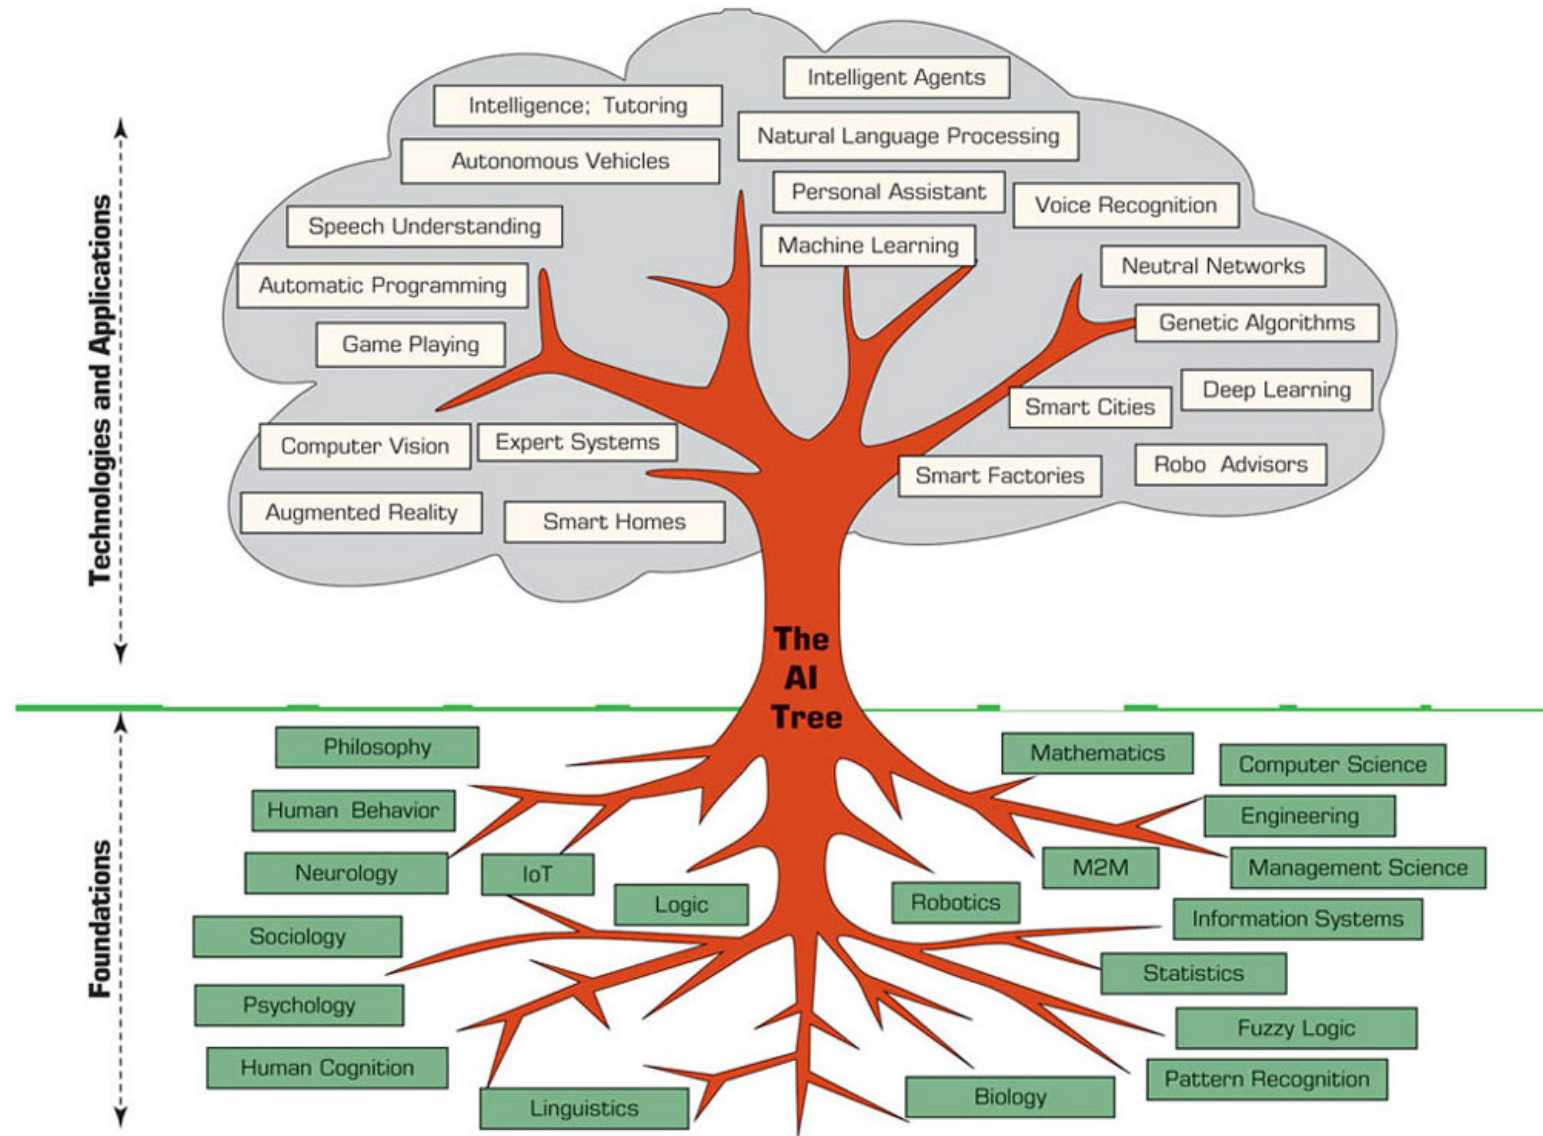 Intelligent Agents
Intelligence; Tutoring
Natural Language Processing
Autonomous Vehicles
Personal Assistant
Voice Recognition
Speech Understanding
Machine Learning
Neutral Networks
Automatic Programming
Genetic Algorithms
Game Playing
Deep Learning
Smart Cities
Computer Vision
Expert Systems
Robo Advisors
Smart Factories
Augmented Reality
Smart Homes
Technologies and Applications
The
AI
Tree
Foundations
Philosophy
Mathematics
Computer Science
Human Behavior
Engineering
Neurology
IoT
M2M
Management Science
Logic
Robotics
Information Systems
Sociology
Statistics
Psychology
Fuzzy Logic
Human Cognition
Pattern Recognition
Linguistics
Biology